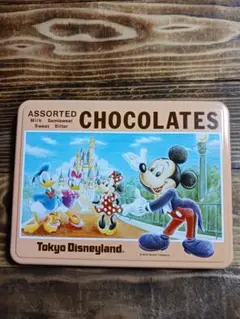 ASSORTED
Milk Semisweet
Sweet Bitter
CHOCOLATES
Tokyo Disneyland®